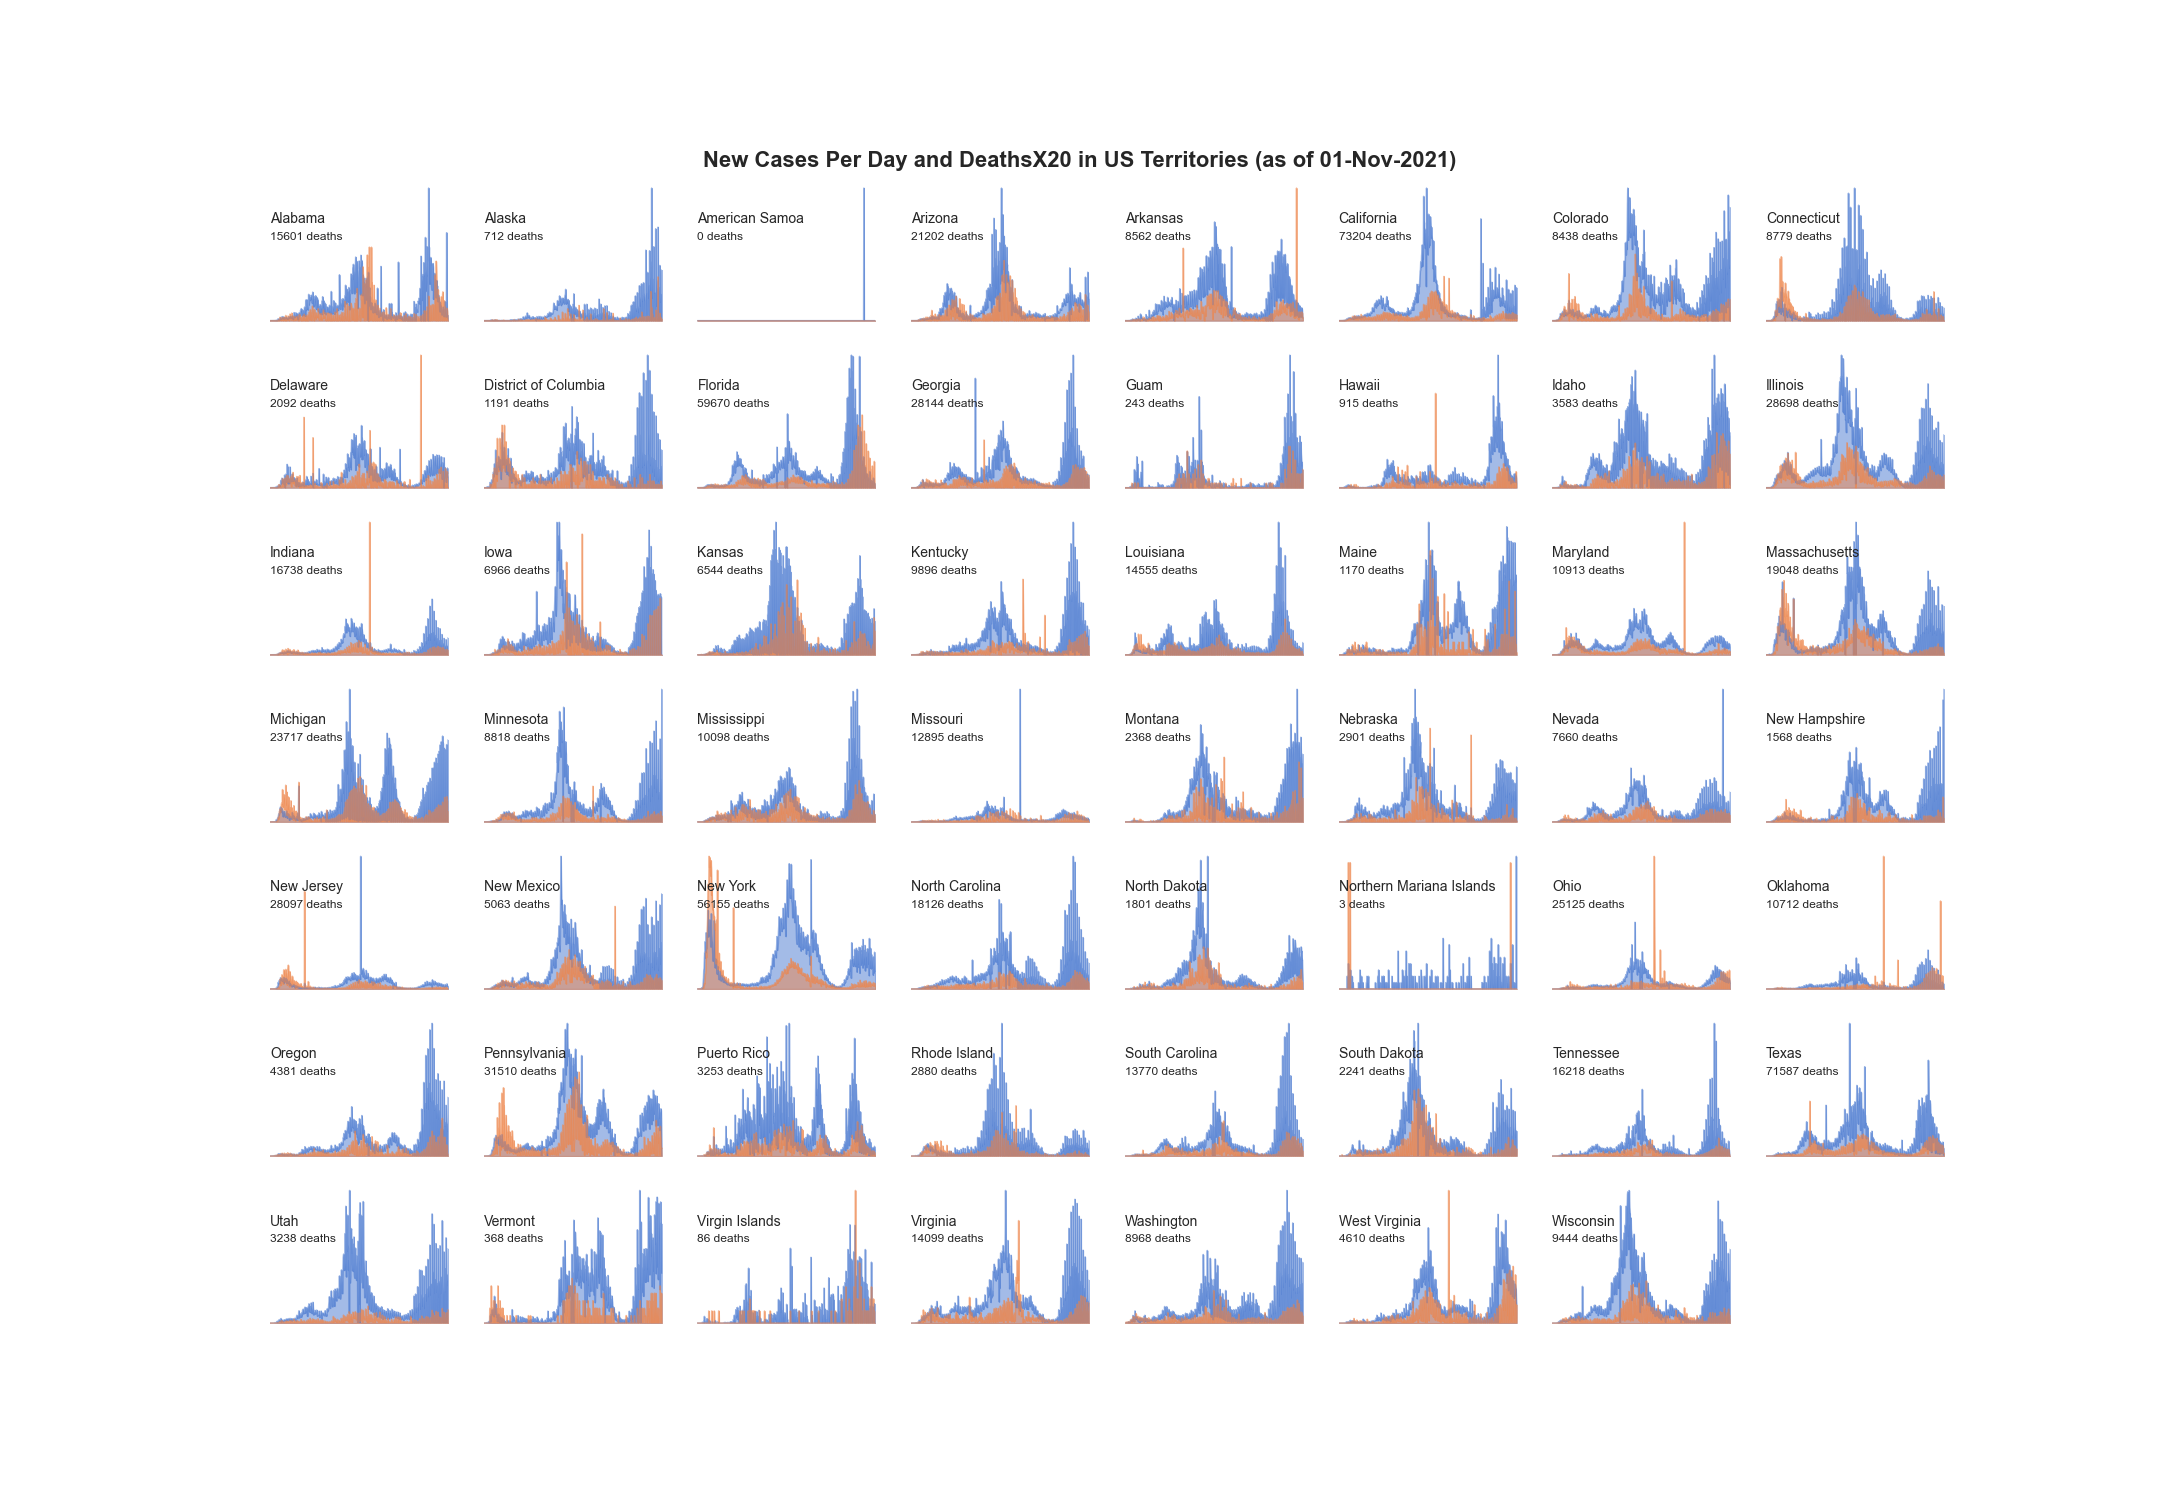 New Cases Per Day and DeathsX20 in US Territories (as of 01-Nov-2021)
Alabama
15601 deaths
Alaska
712 deaths
American Samoa
0 deaths
Arizona
21202 deaths
Arkansas
8562 deaths
California
73204 deaths
Colorado
8438 deaths
Connecticut
8779 deaths
Delaware
2092 deaths
District of Columbia
1191 deaths
Florida
59670 deaths
Georgia
28144 deaths
Guam
243 deaths
Hawaii
915 deaths
Idaho
3583 deaths
Illinois
28698 deaths
Indiana
16738 deaths
Iowa
6966 deaths
Kansas
6544 deaths
Kentucky
9896 deaths
Louisiana
14555 deaths
Maine
1170 deaths
Maryland
10913 deaths
Massachusetts
19048 deaths
Michigan
23717 deaths
Minnesota
8818 deaths
Mississippi
10098 deaths
Missouri
12895 deaths
Montana
2368 deaths
Nebraska
2901 deaths
Nevada
7660 deaths
New Hampshire
1568 deaths
New Jersey
28097 deaths
New Mexico
5063 deaths
New York
56155 deaths
North Carolina
18126 deaths
North Dakota
1801 deaths
Northern Mariana Islands
3 deaths
Ohio
25125 deaths
Oklahoma
10712 deaths
Oregon
4381 deaths
Pennsylvania
31510 deaths
Puerto Rico
3253 deaths
Rhode Island
2880 deaths
South Carolina
13770 deaths
South Dakota
2241 deaths
Tennessee
16218 deaths
Texas
71587 deaths
Utah
3238 deaths
Vermont
368 deaths
Virgin Islands
86 deaths
Virginia
14099 deaths
Washington
8968 deaths
West Virginia
4610 deaths
Wisconsin
9444 deaths